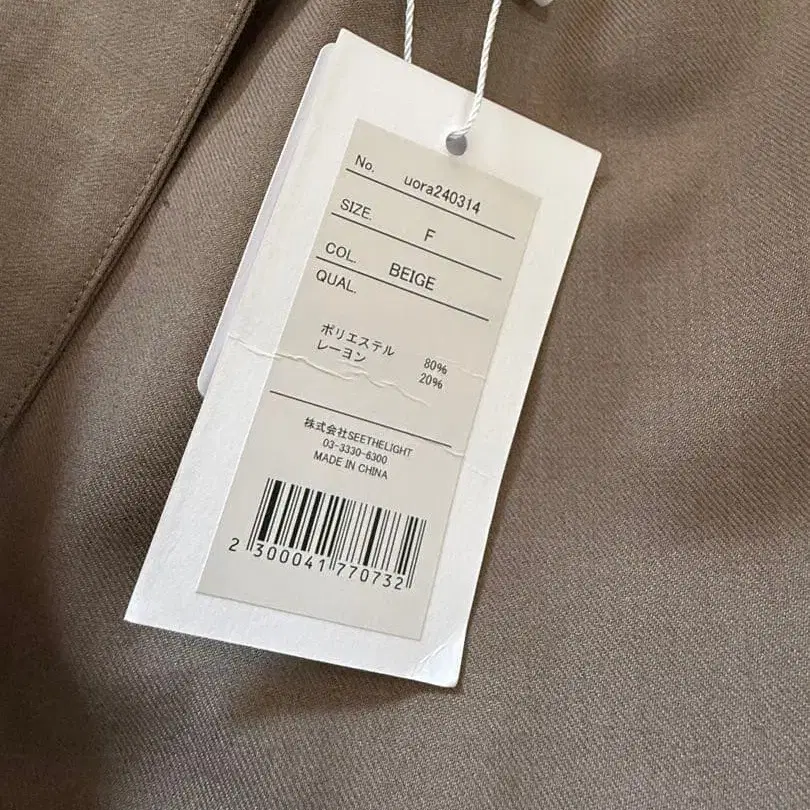 No. uora240314
SIZE. F
COL. BEIGE
QUAL.
ポリエステル 80%
レーヨン 20%
株式会社SEETHELIGHT
03-3330-6300
MADE IN CHINA
2 300041 770732